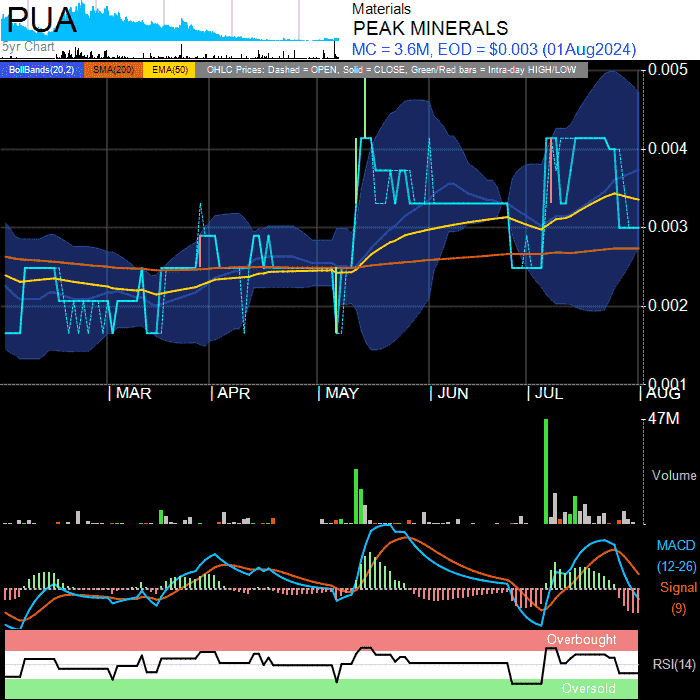 PUA
5yr Chart
Materials
PEAK MINERALS
MC = 3.6M, EOD = $0.003 (01Aug2024)
BollBands(20,2) SMA(200) EMA(50) OHLC Prices: Dashed = OPEN, Solid = CLOSE, Green/Red bars = Intra-day HIGH/LOW
0.005
0.004
0.003
0.002
0.001
MAR APR MAY JUN JUL AUG
47M
Volume
MACD
(12-26)
Signal
(9)
Overbought
RSI(14)
Oversold